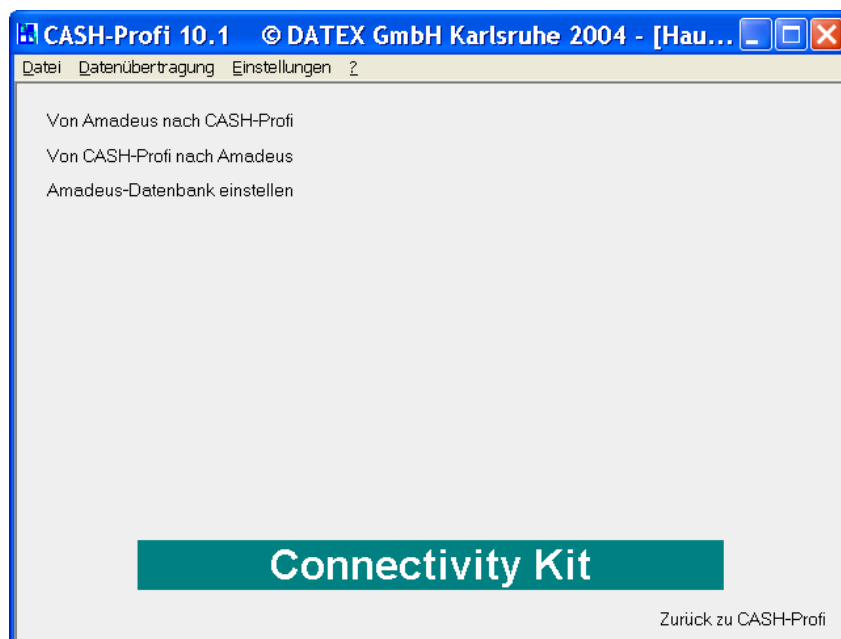 CASH-Profi 10.1 © DATEX GmbH Karlsruhe 2004 - [Hau...
Datei Datenübertragung Einstellungen ?
Von Amadeus nach CASH-Profi
Von CASH-Profi nach Amadeus
Amadeus-Datenbank einstellen
Connectivity Kit
Zurück zu CASH-Profi